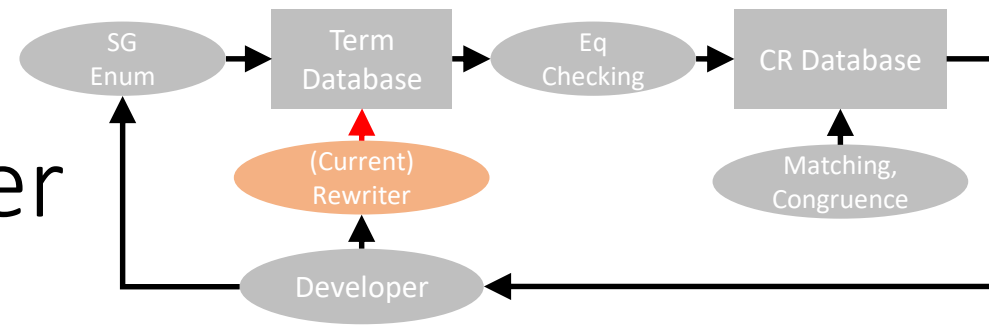 SG
Enum
Term
Database
Eq
Checking
CR Database
er
(Current)
Rewriter
Matching,
Congruence
Developer